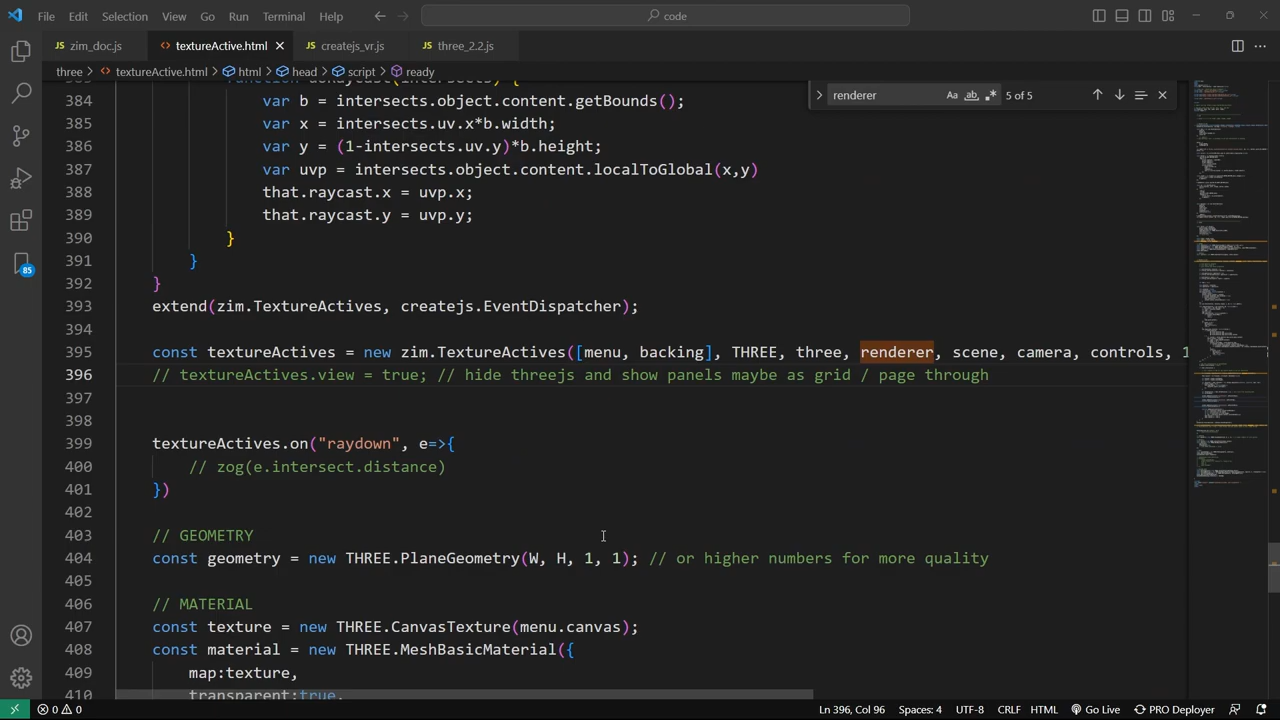 File Edit Selection View Go Run Terminal Help code
zim_doc.js textureActive.html createjs_vr.js three_2.2.js
three > textureActive.html > html > head > script > ready
renderer ab 5 of 5
384 var b = intersects.object.content.getBounds();
385 var x = intersects.uv.x*b.width;
386 var y = (1-intersects.uv.y)*b.height;
387 var uvp = intersects.object.content.localToGlobal(x,y)
388 that.raycast.x = uvp.x;
389 that.raycast.y = uvp.y;
390 }
391 }
392 }
393 extend(zim.TextureActives, createjs.EventDispatcher);
394
395 const textureActives = new zim.TextureActives([menu, backing], THREE, three, renderer, scene, camera, controls, 1
396 // textureActives.view = true; // hide threejs and show panels maybe as grid / page through
397
398
399 textureActives.on("raydown", e=>{
400 // zog(e.intersect.distance)
401 })
402
403 // GEOMETRY
404 const geometry = new THREE.PlaneGeometry(W, H, 1, 1); // or higher numbers for more quality
405
406 // MATERIAL
407 const texture = new THREE.CanvasTexture(menu.canvas);
408 const material = new THREE.MeshBasicMaterial({
409 map:texture,
410 transparent:true,
85
0 0 Ln 396, Col 96 Spaces: 4 UTF-8 CRLF HTML Go Live PRO Deployer